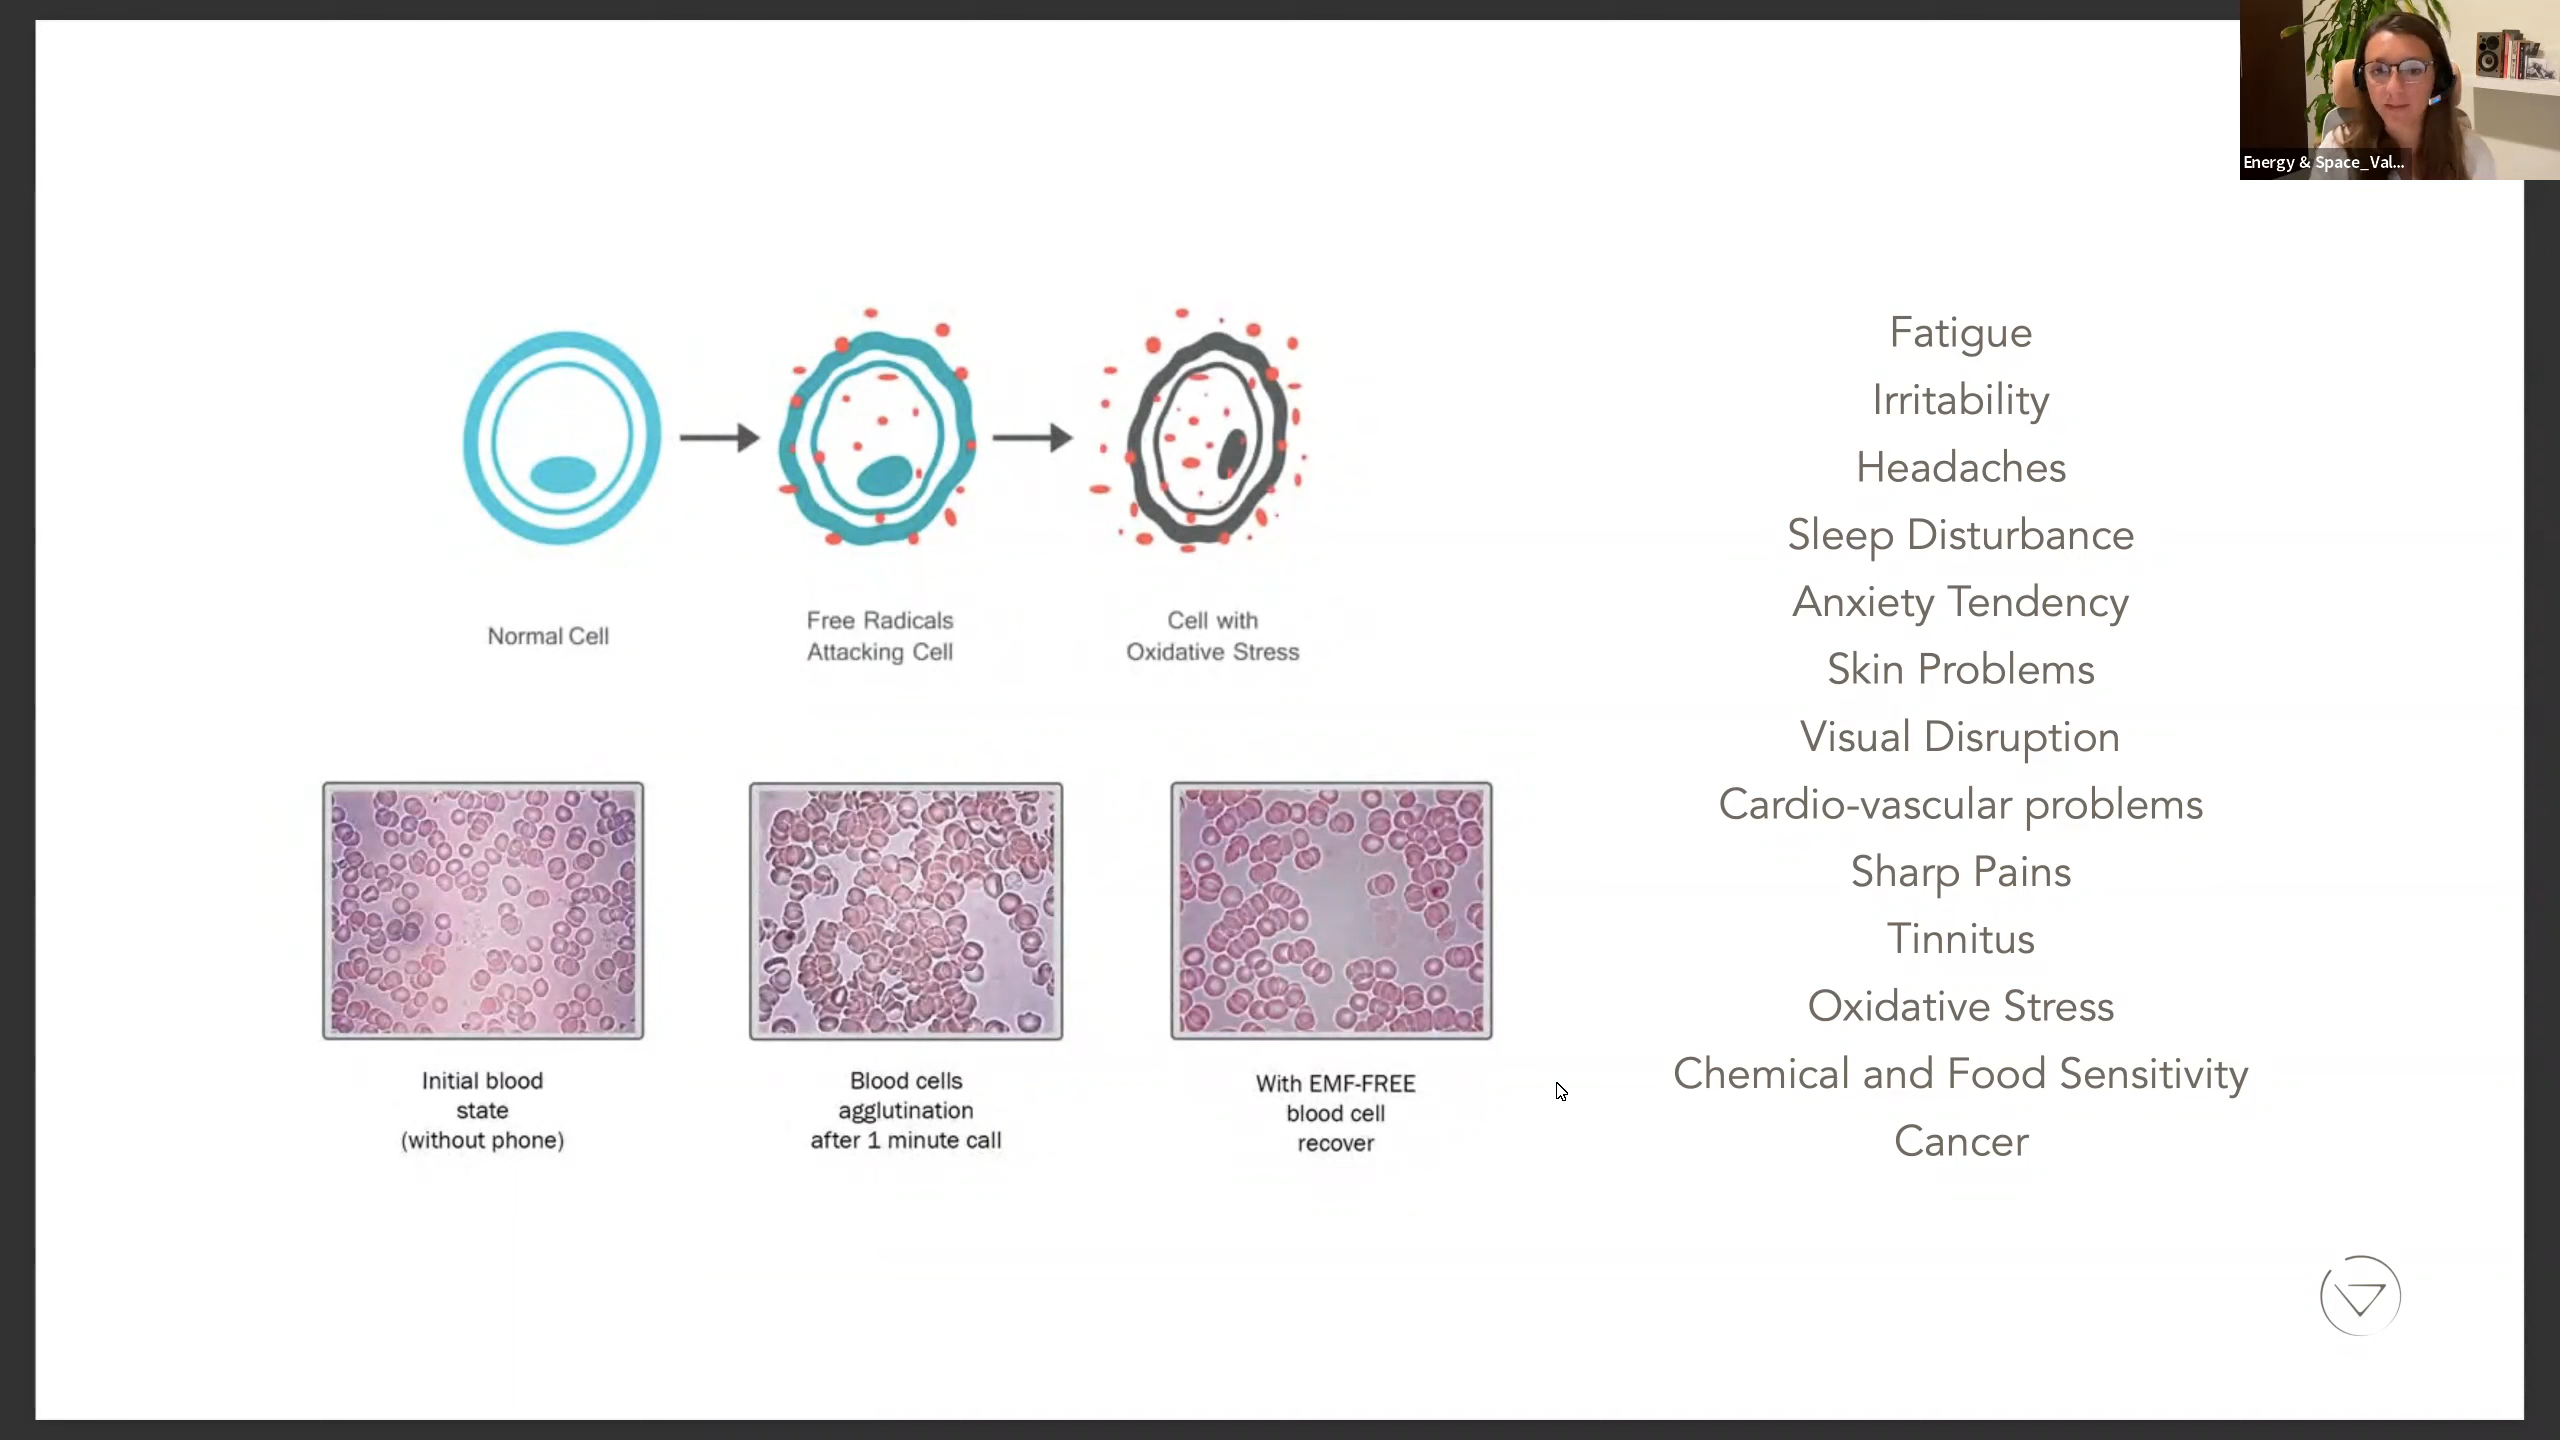 Energy & Space_Val...
Fatigue
Irritability
Headaches
Sleep Disturbance
Anxiety Tendency
Skin Problems
Visual Disruption
Cardio-vascular problems
Sharp Pains
Tinnitus
Oxidative Stress
Chemical and Food Sensitivity
Cancer
Normal Cell
Free Radicals
Attacking Cell
Cell with
Oxidative Stress
Initial blood
state
(without phone)
Blood cells
agglutination
after 1 minute call
With EMF-FREE
blood cell
recover